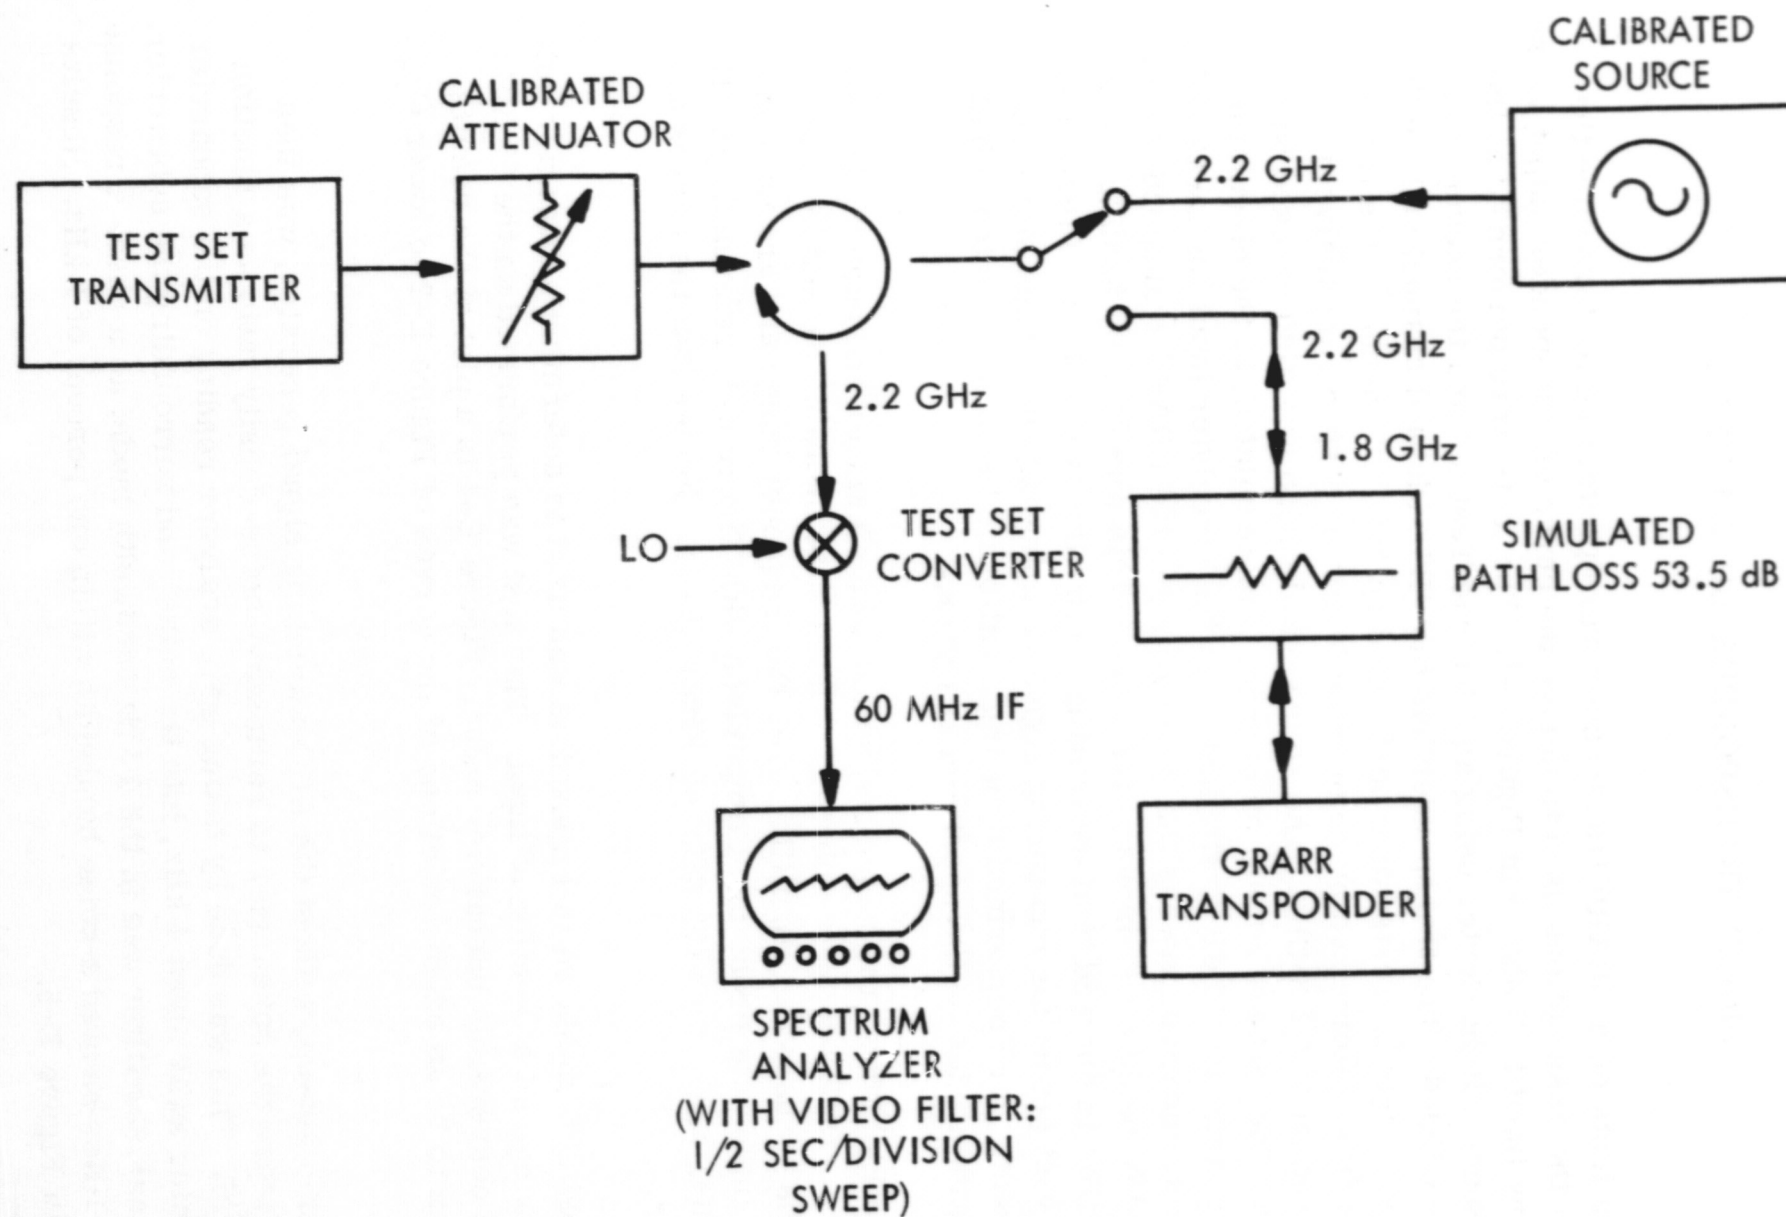 CALIBRATED
SOURCE
CALIBRATED
ATTENUATOR
2.2 GHz
TEST SET
TRANSMITTER
2.2 GHz
2.2 GHz
1.8 GHz
LO
TEST SET
CONVERTER
SIMULATED
PATH LOSS 53.5 dB
60 MHz IF
GRARR
TRANSPONDER
SPECTRUM
ANALYZER
(WITH VIDEO FILTER:
1/2 SEC/DIVISION
SWEEP)